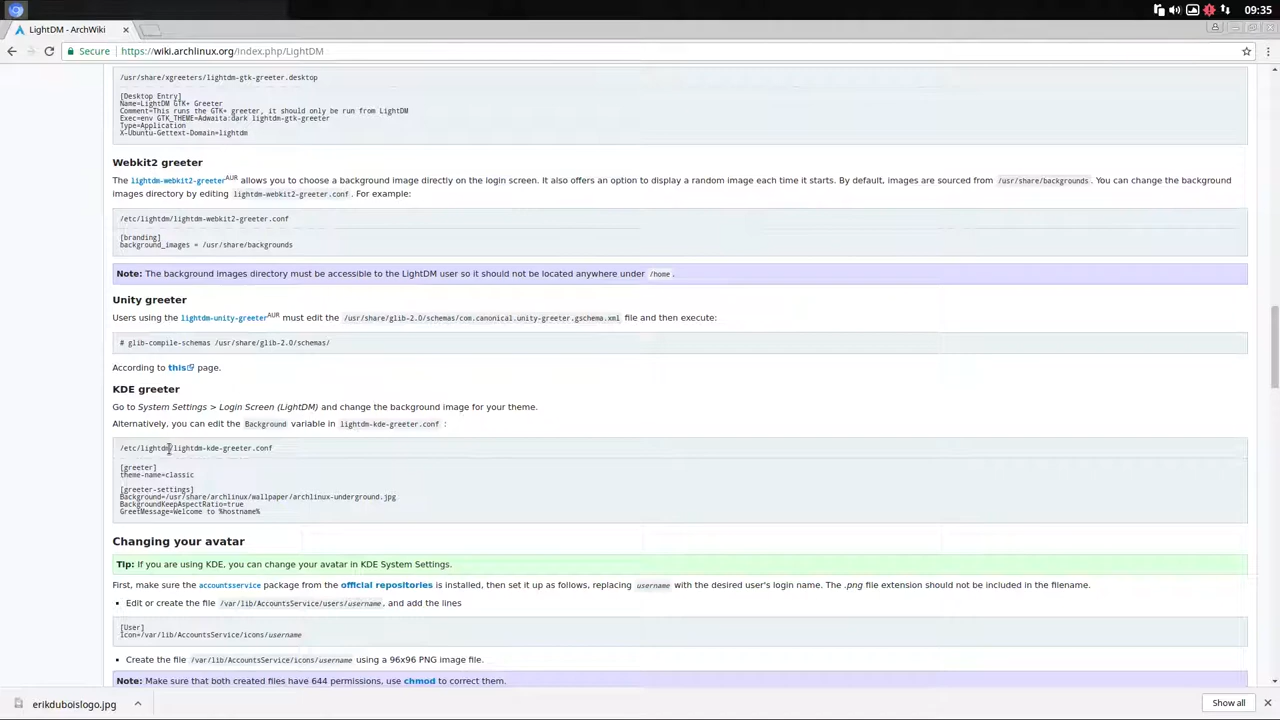 09:35
LightDM - ArchWiki
Secure
https://wiki.archlinux.org/index.php/LightDM
/usr/share/xgreeters/lightdm-gtk-greeter.desktop
[Desktop Entry]
Name=LightDM GTK+ Greeter
Comment=This runs the GTK+ greeter, it should only be run from LightDM
Exec=env GTK_THEME=Adwaita:dark lightdm-gtk-greeter
Type=Application
X-Ubuntu-Gettext-Domain=lightdm
Webkit2 greeter
The lightdm-webkit2-greeterAUR allows you to choose a background image directly on the login screen. It also offers an option to display a random image each time it starts. By default, images are sourced from /usr/share/backgrounds. You can change the background
images directory by editing lightdm-webkit2-greeter.conf. For example:
/etc/lightdm/lightdm-webkit2-greeter.conf
[branding]
background_images = /usr/share/backgrounds
Note: The background images directory must be accessible to the LightDM user so it should not be located anywhere under /home.
Unity greeter
Users using the lightdm-unity-greeterAUR must edit the /usr/share/glib-2.0/schemas/com.canonical.unity-greeter.gschema.xml file and then execute:
# glib-compile-schemas /usr/share/glib-2.0/schemas/
According to this page.
KDE greeter
Go to System Settings > Login Screen (LightDM) and change the background image for your theme.
Alternatively, you can edit the Background variable in lightdm-kde-greeter.conf :
/etc/lightdm/lightdm-kde-greeter.conf
[greeter]
theme-name=classic
[greeter-settings]
Background=/usr/share/archlinux/wallpaper/archlinux-underground.jpg
BackgroundKeepAspectRatio=true
GreetMessage=Welcome to %hostname%
Changing your avatar
Tip: If you are using KDE, you can change your avatar in KDE System Settings.
First, make sure the accountsservice package from the official repositories is installed, then set it up as follows, replacing username with the desired user's login name. The .png file extension should not be included in the filename.
• Edit or create the file /var/lib/AccountsService/users/username, and add the lines
[User]
Icon=/var/lib/AccountsService/icons/username
• Create the file /var/lib/AccountsService/icons/username using a 96x96 PNG image file.
Note: Make sure that both created files have 644 permissions, use chmod to correct them.
erikduboislogo.jpg
Show all